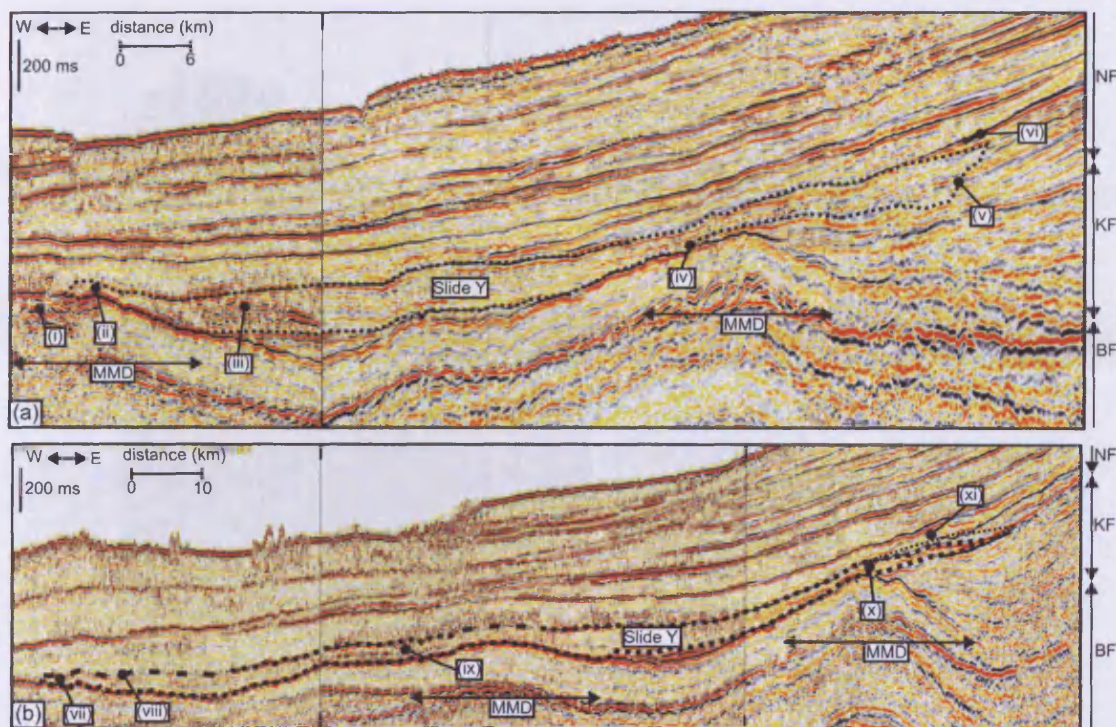 W E distance (km)
0 6
200 ms
NF
(vi)
(v)
KF
(iv)
Slide Y
(i)
(ii)
(iii)
MMD
MMD
BF
(a)
W E distance (km)
0 10
200 ms
NF
(xi)
KF
(x)
Slide Y
(ix)
MMD
BF
(vii)
(viii)
MMD
(b)